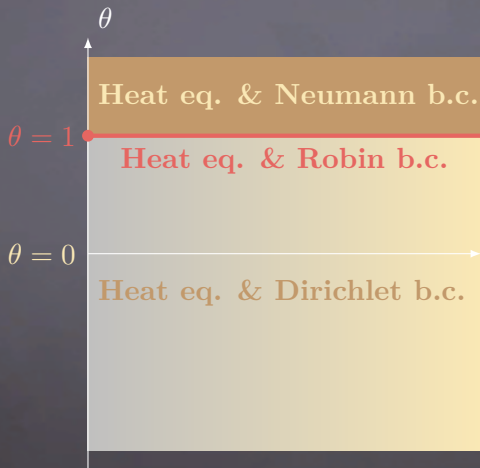 θ
Heat eq. & Neumann b.c.
θ = 1
Heat eq. & Robin b.c.
θ = 0
Heat eq. & Dirichlet b.c.